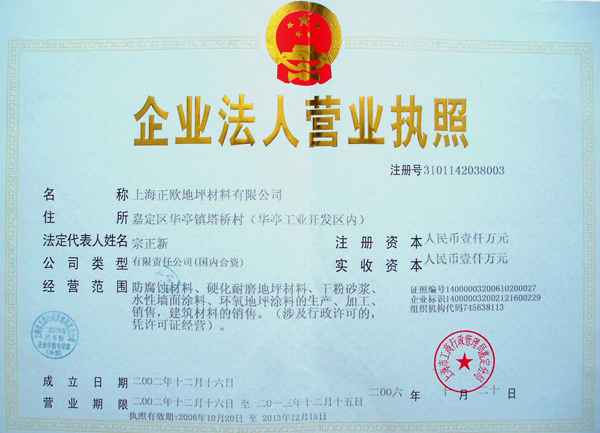 企业法人营业执照
注册号3101142038003
名 称 上海正欧地坪材料有限公司
住 所 嘉定区华亭镇塔桥村（华亭工业开发区内）
法定代表人姓名 宗正新 注册资本 人民币壹仟万元
公司类型 有限责任公司(国内合资) 实收资本 人民币壹仟万元
经营范围 防腐蚀材料、硬化耐磨地坪材料、干粉砂浆、 证照编号14000003200610200027
水性墙面涂料、环氧地坪涂料的生产、加工、 企业标识14000003200212160​0229
销售，建筑材料的销售。（涉及行政许可的， 组织机构代码745638113
凭许可证经营）。
上海市工商行政管理局嘉定分局
成立日期 二○○二年十二月十六日 二○○六年十月二十日
营业期限 二○○二年十二月十六日 至 二○一三年十二月十五日
执照有效期：2006年10月20日 至 2013年12月15日